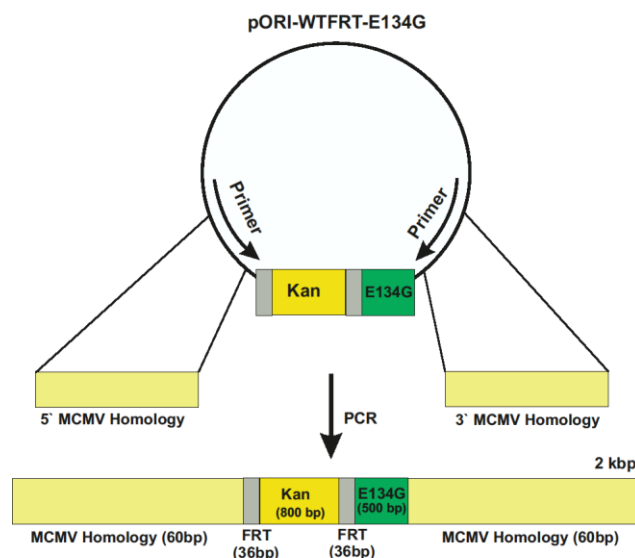 pORI-WTFRT-E134G
Primer
Primer
Kan
E134G
5` MCMV Homology
3` MCMV Homology
PCR
2 kbp
Kan
(800 bp)
E134G
(500 bp)
MCMV Homology (60bp)
FRT
(36bp)
FRT
(36bp)
MCMV Homology (60bp)